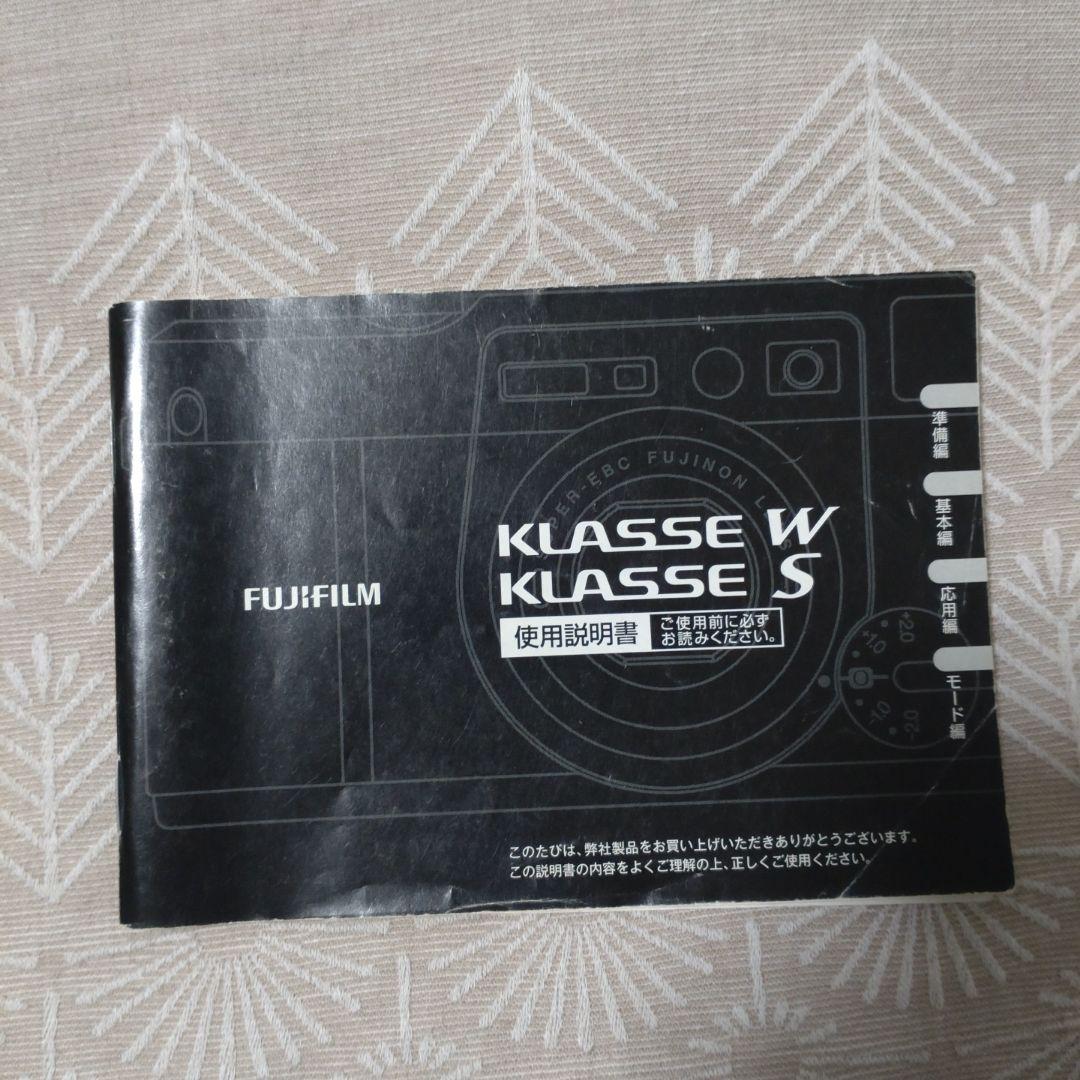 SUPER-EBC FUJINON LENS
KLASSE W
KLASSE S
FUJIFILM
使用説明書
ご使用前に必ず
お読みください。
準備編
基本編
応用編
モード編
+2.0
+1.0
-1.0
-2.0
このたびは、弊社製品をお買い上げいただきありがとうございます。
この説明書の内容をよくご理解の上、正しくご使用ください。